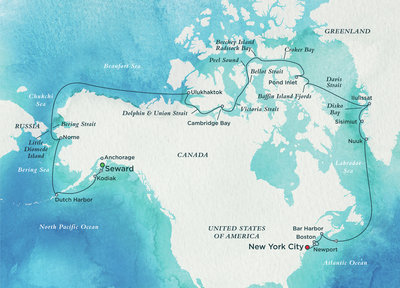 GREENLAND
Beechey Island
Radstock Bay
Croker Bay
Peel Sound
Beaufort Sea
Bellot Strait
Pond Inlet
Davis
Strait
Chukchi
Sea
Ulukhaktok
Baffin Island Fjords
Ilulissat
Disko
Bay
Dolphin & Union Strait
Victoria Strait
Cambridge Bay
Sisimiut
RUSSIA
Bering Strait
Nome
Little
Diomede
Island
Nuuk
Anchorage
CANADA
Labrador
Sea
Bering Sea
Seward
Kodiak
Dutch Harbor
North Pacific Ocean
UNITED STATES
OF AMERICA
Bar Harbor
Boston
New York City
Newport
Atlantic Ocean